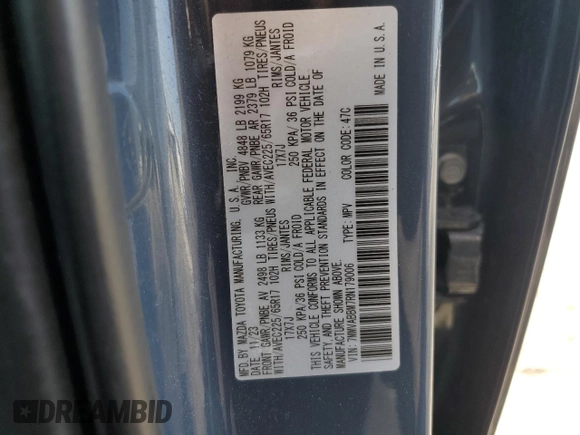 MFD. BY MAZDA TOYOTA MANUFACTURING, U.S.A. INC.
DATE: 11/23 GVWR/PNBV 4848 LB 2199 KG
FRONT GAWR/PNBE AV 2498 LB 1133 KG REAR GAWR/PNBE AR 2379 LB 1079 KG
WITH/AVEC225/65R17 102H TIRES/PNEUS WITH/AVEC225/65R17 102H TIRES/PNEUS
17X7J RIMS/JANTES 17X7J RIMS/JANTES
250 KPA/36 PSI COLD/A FROID 250 KPA/36 PSI COLD/A FROID
THIS VEHICLE CONFORMS TO ALL APPLICABLE FEDERAL MOTOR VEHICLE
SAFETY AND THEFT PREVENTION STANDARDS IN EFFECT ON THE DATE OF
MANUFACTURE SHOWN ABOVE.
VIN: 7MMVABBM7RN179006 TYPE: MPV COLOR CODE: 47C MADE IN U.S.A.
DREAMBID